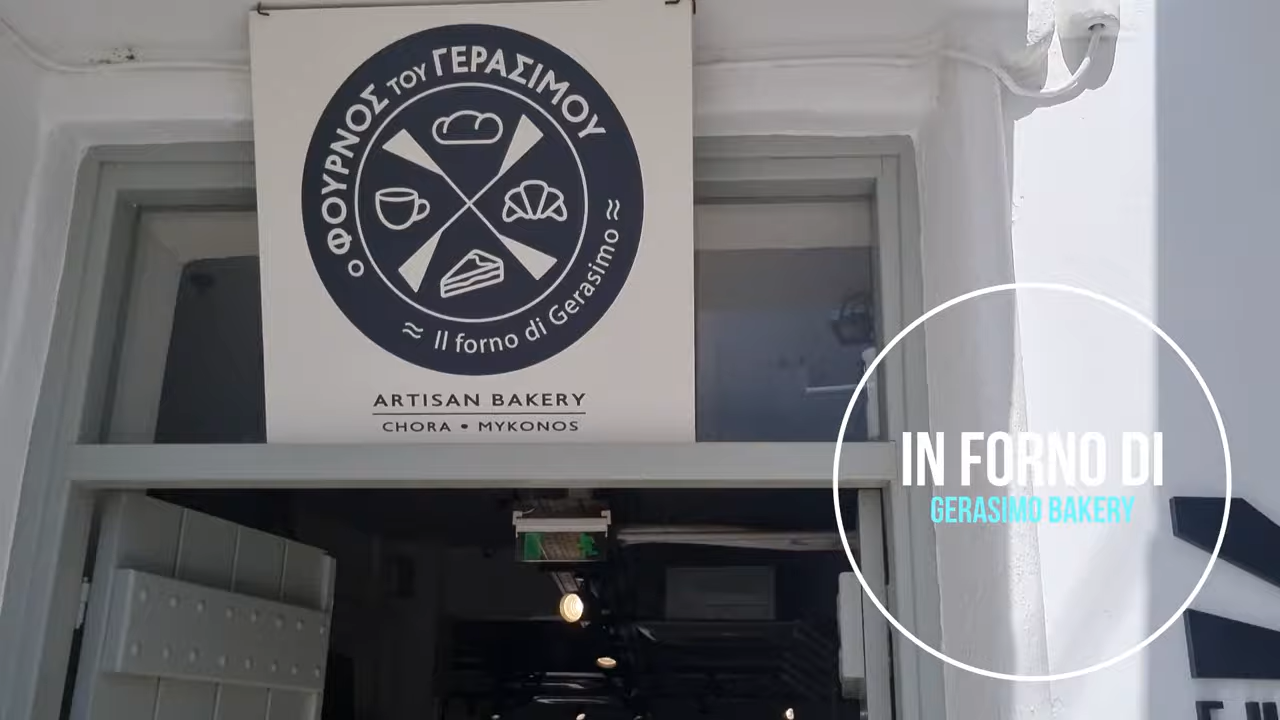 ο ΦΟΥΡΝΟΣ ΤΟΥ ΓΕΡΑΣΙΜΟΥ
≈ Il forno di Gerasimo ≈
ARTISAN BAKERY
CHORA • MYKONOS
IN FORNO DI
GERASIMO BAKERY